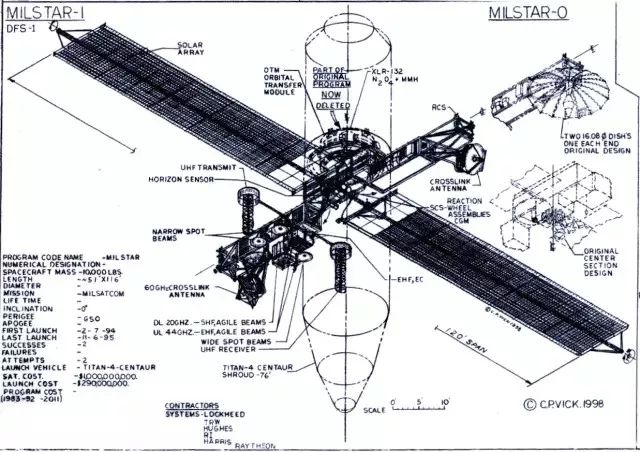 MILSTAR-I
DFS-1
MILSTAR-O
SOLAR
ARRAY
OTM
ORBITAL
TRANSFER
MODULE
PART OF
ORIGINAL
PROGRAM
NOW
DELETED
XLR-132
N2O4 + MMH
RCS
TWO 16.08 Ø DISH'S
ONE EACH END
ORIGINAL DESIGN
UHF TRANSMIT
HORIZON SENSOR
CROSSLINK
ANTENNA
REACTION
SCS-WHEEL
ASSEMBLIES
CGM
NARROW SPOT
BEAMS
ORIGINAL
CENTER
SECTION
DESIGN
EHF, EC
60GHz CROSSLINK
ANTENNA
© C.P.VICK 1998
DL 20GHZ.-SHF, AGILE BEAMS
UL 44GHZ.-EHF, AGILE BEAMS
WIDE SPOT BEAMS
UHF RECEIVER
120 SPAN
TITAN-4 CENTAUR
SHROUD -76'
PROGRAM CODE NAME -MILSTAR
NUMERICAL DESIGNATION-
SPACECRAFT MASS -10,000 LBS.
LENGTH -~51'X116'
DIAMETER -
MISSION -MILSATCOM
LIFE TIME -
INCLINATION -0°
PERIGEE -GSO
APOGEE -
FIRST LAUNCH -2-7-94
LAST LAUNCH -11-6-95
SUCCESSES -2
FAILURES -
ATTEMPTS -2
LAUNCH VEHICLE -TITAN-4-CENTAUR
SAT. COST. -$1,000,000,000.
LAUNCH COST -$290,000,000.
PROGRAM COST -
(1983-92 -2011)
CONTRACTORS
SYSTEMS-LOCKHEED
TRW
HUGHES
RI
HARRIS
RAYTHEON
SCALE 0 5' 10'
© C.P.VICK 1998